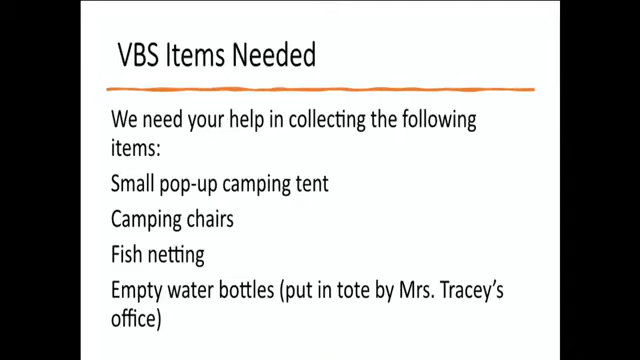 VBS Items Needed
We need your help in collecting the following
items:
Small pop-up camping tent
Camping chairs
Fish netting
Empty water bottles (put in tote by Mrs. Tracey's
office)